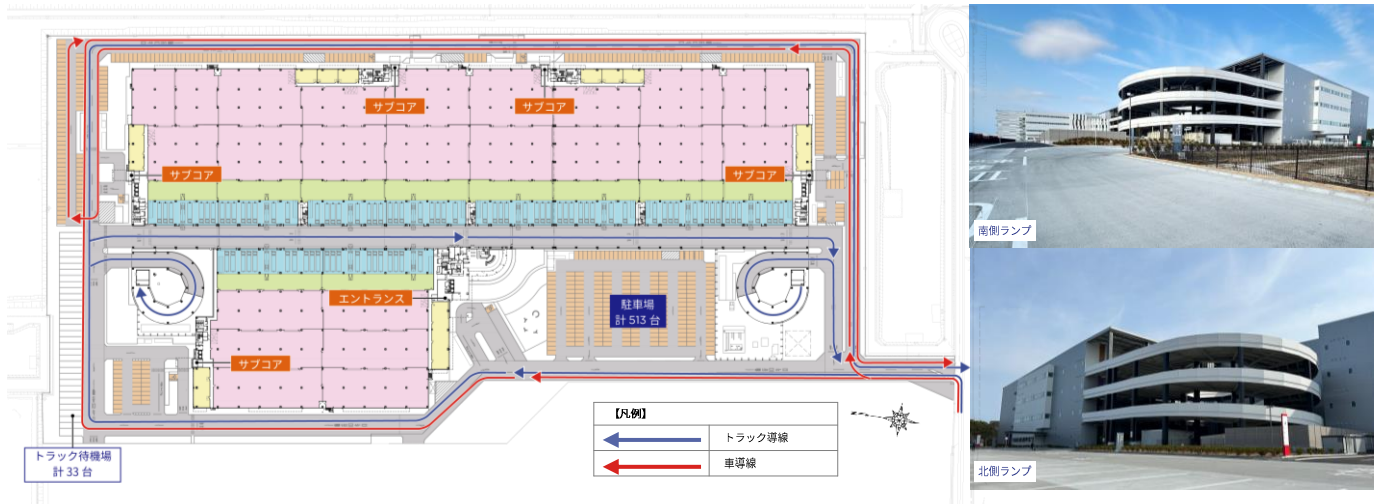 サブコア
サブコア
サブコア
サブコア
エントランス
駐車場
計 513 台
サブコア
トラック待機場
計 33 台
【凡例】
トラック導線
車導線
南側ランプ
北側ランプ